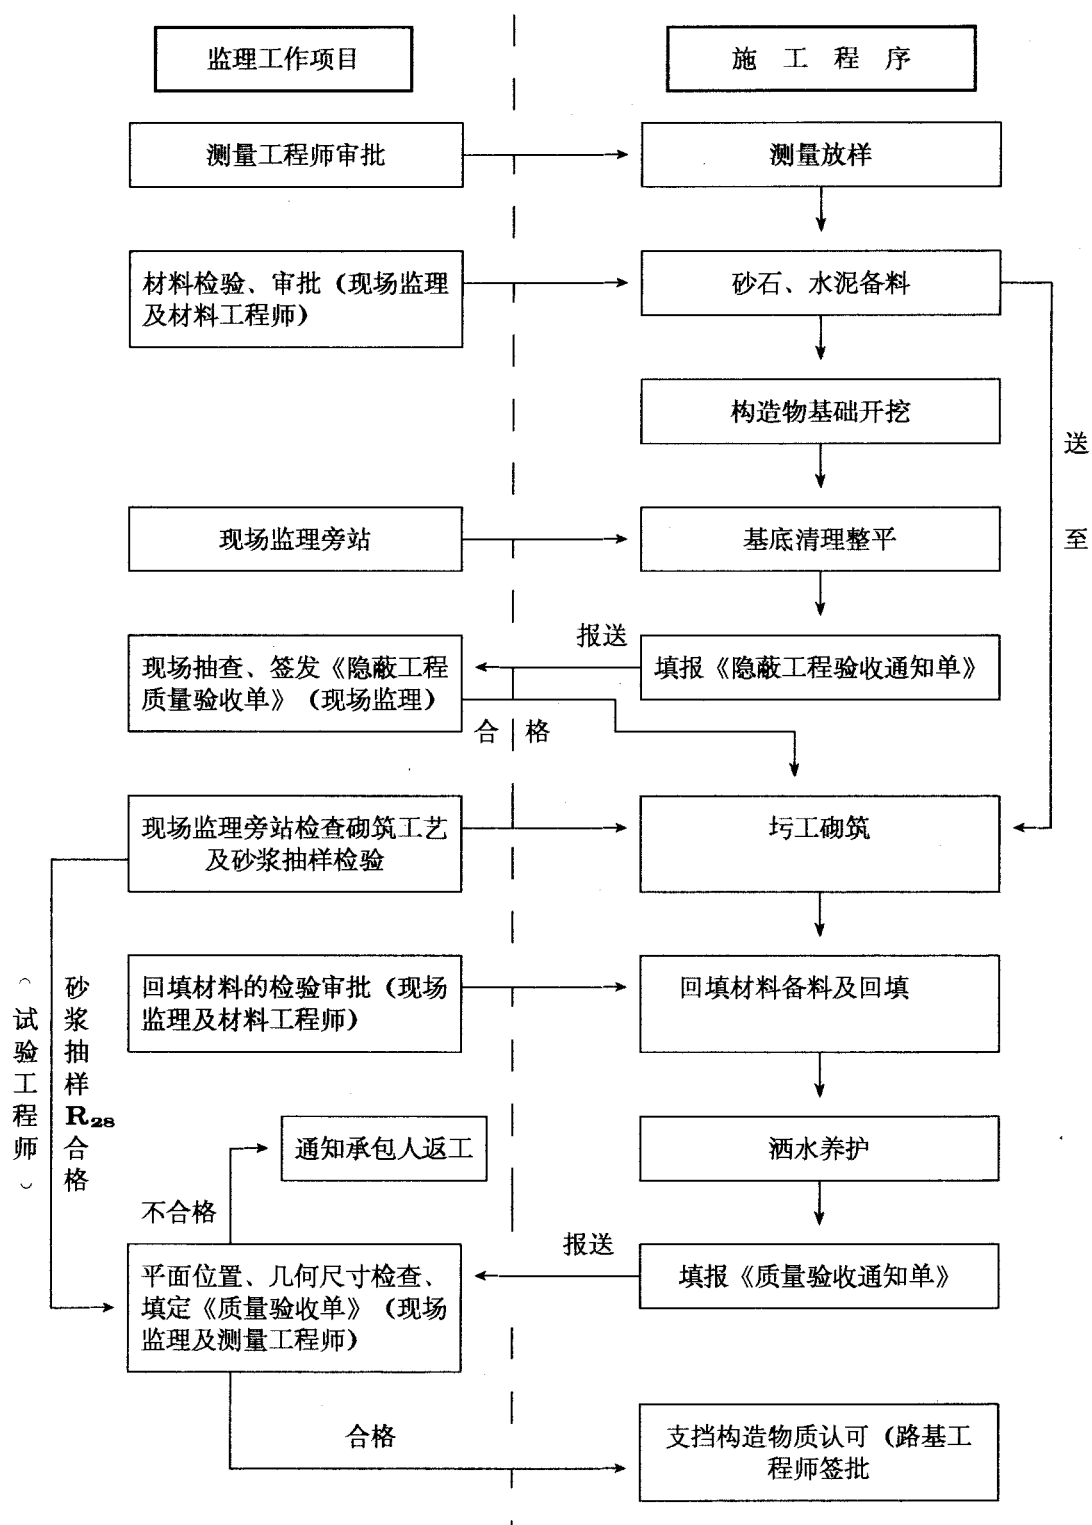 监理工作项目
施 工 程 序
测量工程师审批
测量放样
材料检验、审批（现场监理
及材料工程师）
砂石、水泥备料
构造物基础开挖
送
至
现场监理旁站
基底清理整平
报送
现场抽查、签发《隐蔽工程
质量验收单》（现场监理）
填报《隐蔽工程验收通知单》
合格
现场监理旁站检查砌筑工艺
及砂浆抽样检验
圬工砌筑
回填材料的检验审批（现场
监理及材料工程师）
回填材料备料及回填
（试验工程师）
砂浆抽样R₂₈合格
通知承包人返工
洒水养护
不合格
报送
平面位置、几何尺寸检查、
填定《质量验收单》（现场
监理及测量工程师）
填报《质量验收通知单》
合格
支挡构造物质认可（路基工
程师签批